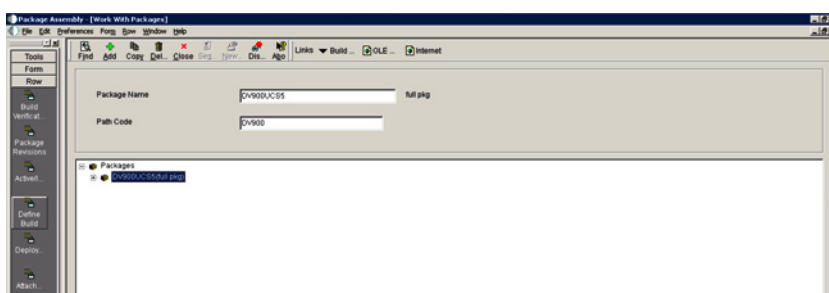 Package Assembly - [Work With Packages]
File Edit Preferences Form Row Window Help
Find Add Copy Del... Close Seq... New... Dis... Abo Links Build ... OLE ... Internet
Tools
Form
Row
Build
Verificat...
Package
Revisions
Active/I...
Define
Build
Deploy...
Attach...
Package Name DV900UCS5 full pkg
Path Code DV900
Packages
DV900UCS5(full pkg)